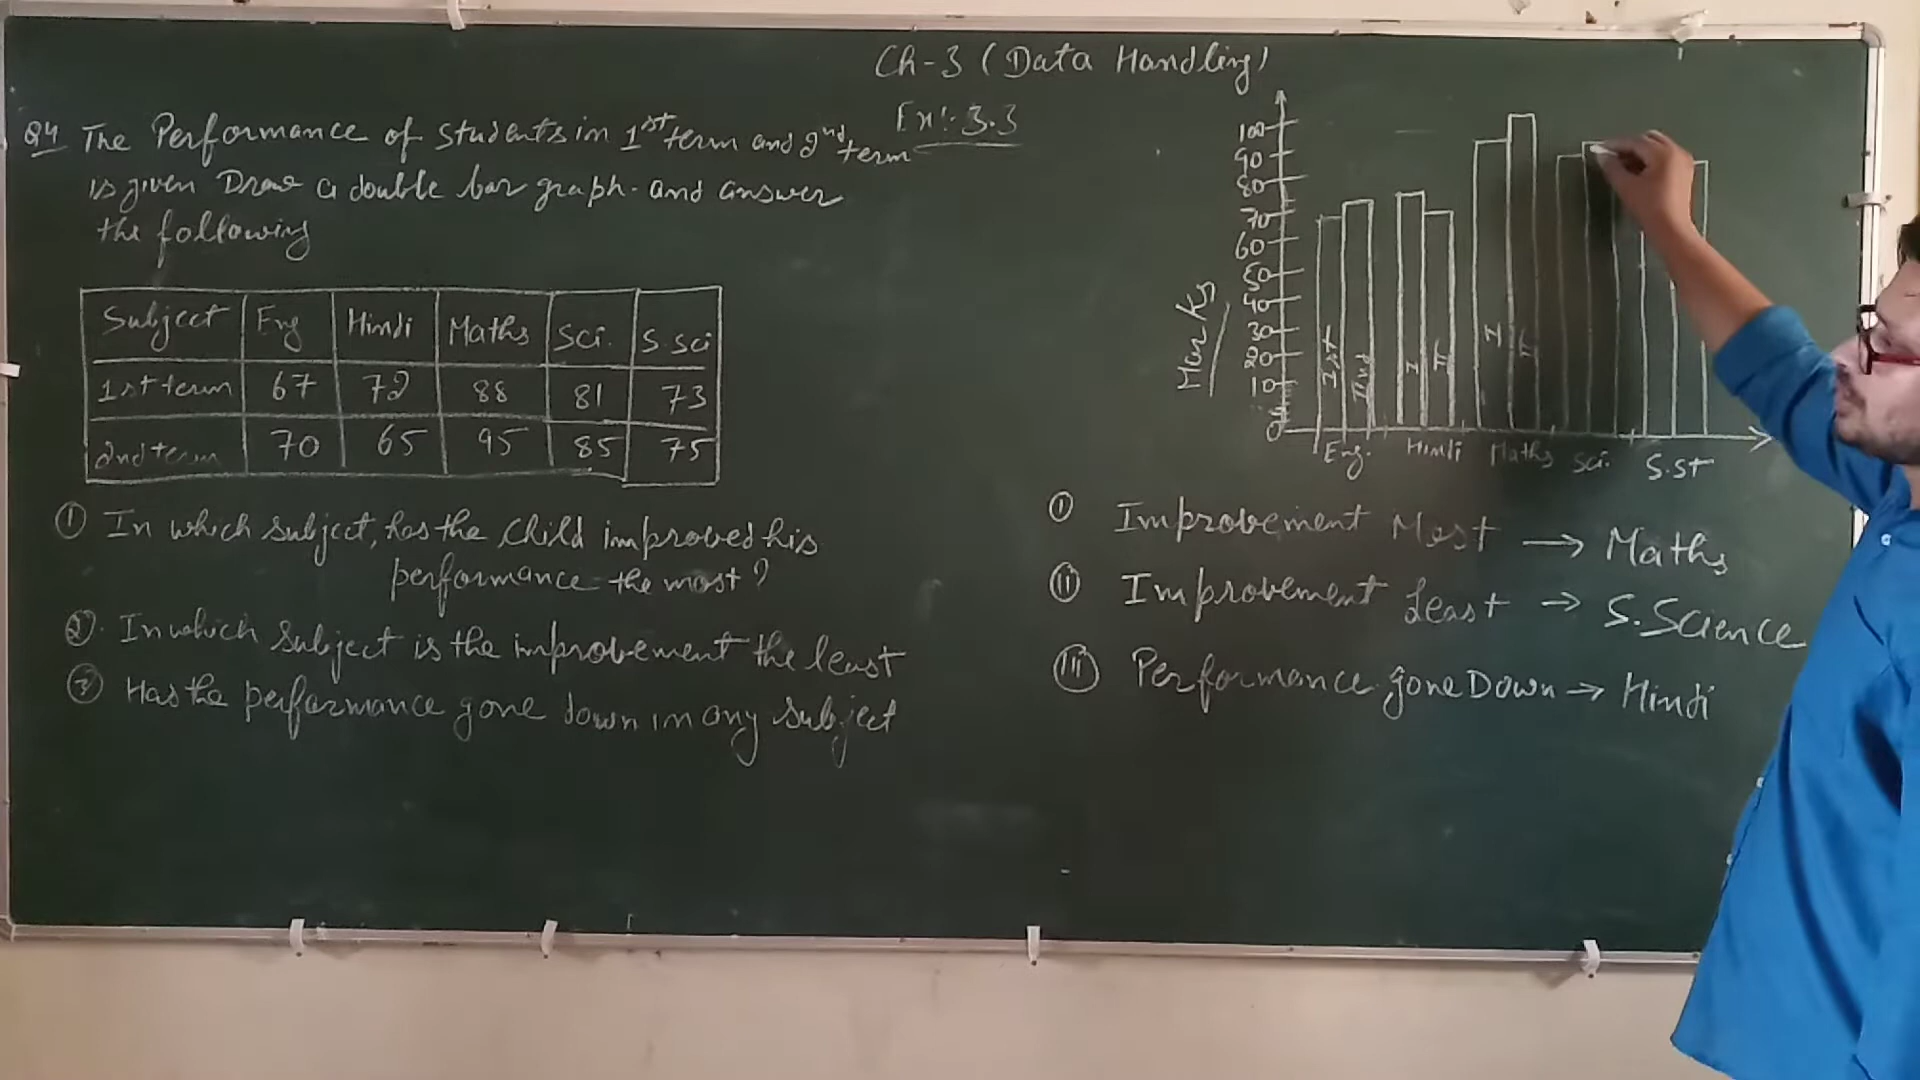 Ch-3 (Data Handling)
Ex!. 3.3
Q4 The Performance of students in 1st term and 2nd term
is given Draw a double bar graph. and answer
the following
Subject Eng Hindi Maths Sci. S.Sci
1st term 67 72 88 81 73
2nd term 70 65 95 85 75
① In which subject, has the child improved his
performance the most?
②. In which subject is the improvement the least
③ Has the performance gone down in any subject
100
90
80
70
60
50
40
30
20
10
0
Marks
Ist IInd I II I II
Eng. Hindi Maths Sci. S.St
① Improvement Most → Maths
ⅱ Improvement Least → S.Science
ⅲ Performance gone Down → Hindi